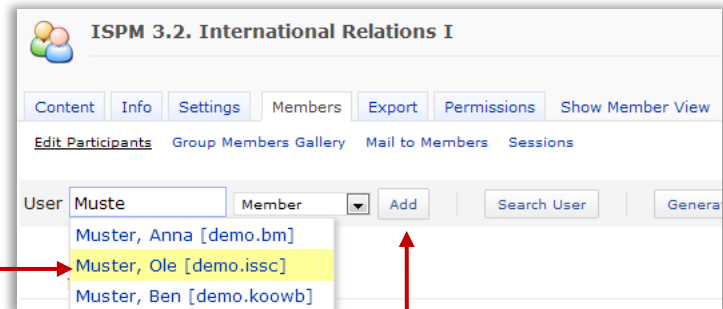 ISPM 3.2. International Relations I
Content Info Settings Members Export Permissions Show Member View
Edit Participants Group Members Gallery Mail to Members Sessions
User Muste Member Add Search User
Muster, Anna [demo.bm]
Muster, Ole [demo.issc]
Muster, Ben [demo.koowb]